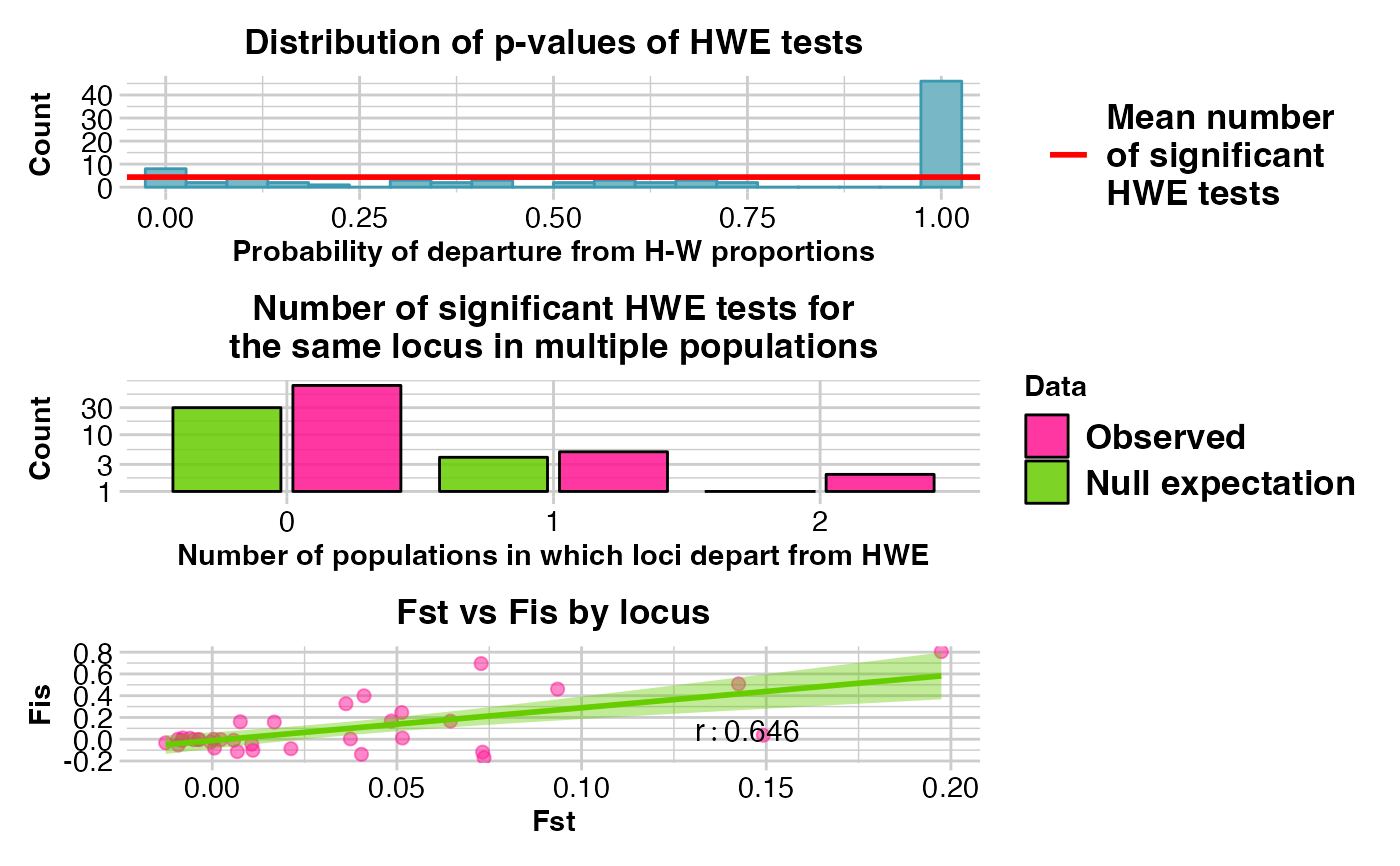 Distribution of p-values of HWE tests
Count
40
30
20
10
0
0.00 0.25 0.50 0.75 1.00
Probability of departure from H-W proportions
Mean number
of significant
HWE tests
Number of significant HWE tests for
the same locus in multiple populations
Count
30
10
3
1
0 1 2
Number of populations in which loci depart from HWE
Data
Observed
Null expectation
Fst vs Fis by locus
Fis
0.8
0.6
0.4
0.2
0.0
-0.2
r : 0.646
0.00 0.05 0.10 0.15 0.20
Fst